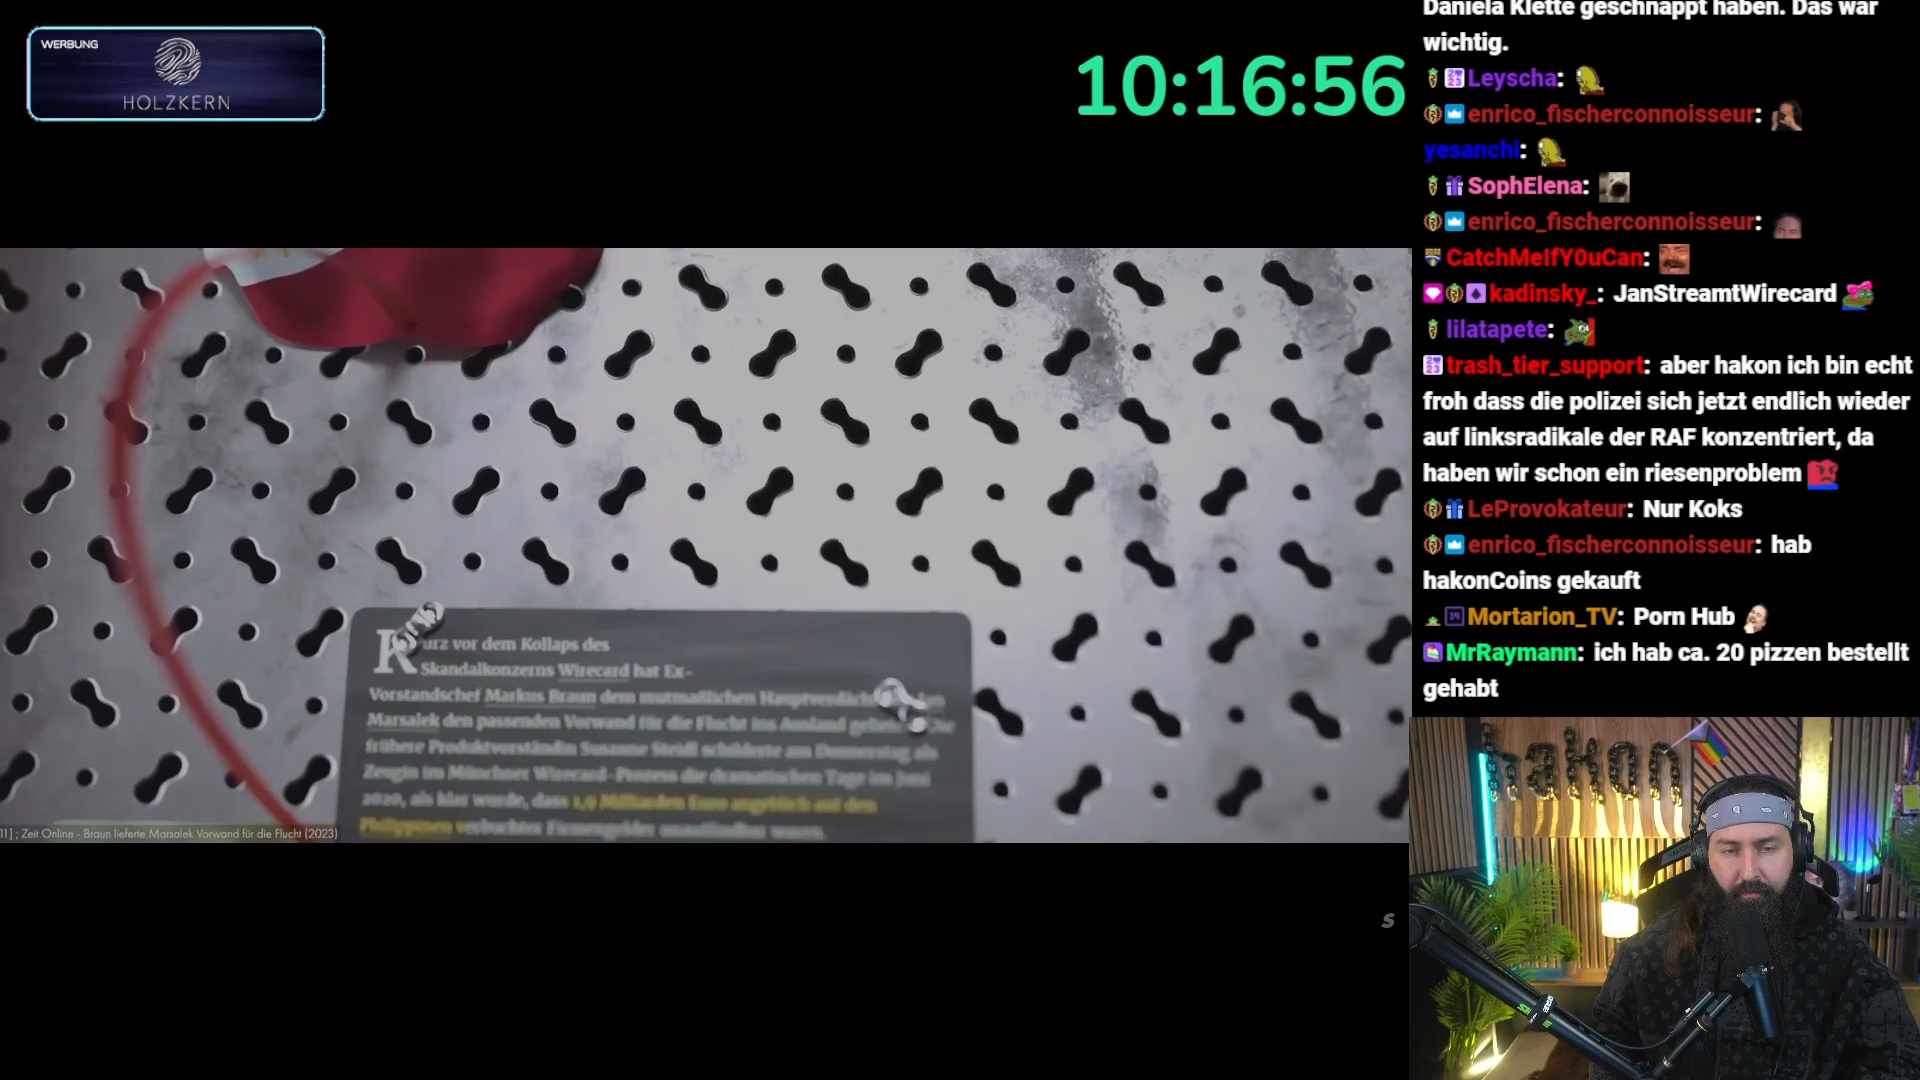 WERBUNG
HOLZKERN
10:16:56
Kurz vor dem Kollaps des
Skandalkonzerns Wirecard hat Ex-
Vorstandschef Markus Braun dem mutmaßlichen
Marsalek den passenden Vorwand für die Flucht ins Ausland
frühere Produktvorständin Susanne Steidl schilderte am Donnerstag als
Zeugin im Münchner Wirecard-Prozess die dramatischen Tage im Juni
2020, als klar wurde, dass 1,9 Milliarden Euro angeblich auf den
Philippinen verbuchter Firmengelder unauffindbar waren.
11] ; Zeit Online - Braun lieferte Marsalek Vorwand für die Flucht (2023)
S
Daniela Klette geschnappt haben. Das war
wichtig.
Leyscha:
enrico_fischerconnoisseur:
yesanchi:
SophElena:
enrico_fischerconnoisseur:
CatchMeIfY0uCan:
kadinsky_: JanStreamtWirecard
lilatapete:
trash_tier_support: aber hakon ich bin echt
froh dass die polizei sich jetzt endlich wieder
auf linksradikale der RAF konzentriert, da
haben wir schon ein riesenproblem
LeProvokateur: Nur Koks
enrico_fischerconnoisseur: hab
hakonCoins gekauft
Mortarion_TV: Porn Hub
MrRaymann: ich hab ca. 20 pizzen bestellt
gehabt
hakon